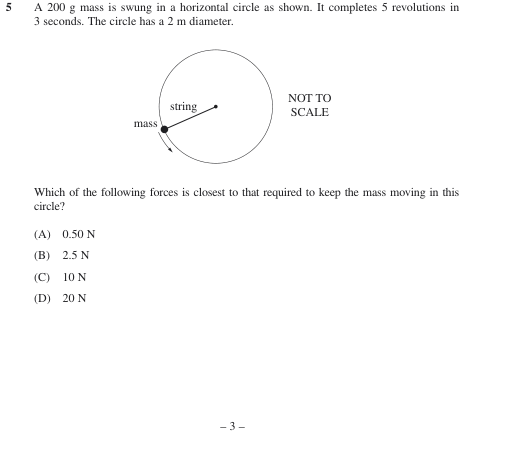 5 A 200 g mass is swung in a horizontal circle as shown. It completes 5 revolutions in
3 seconds. The circle has a 2 m diameter.
string
mass
NOT TO
SCALE
Which of the following forces is closest to that required to keep the mass moving in this
circle?
(A) 0.50 N
(B) 2.5 N
(C) 10 N
(D) 20 N
– 3 –